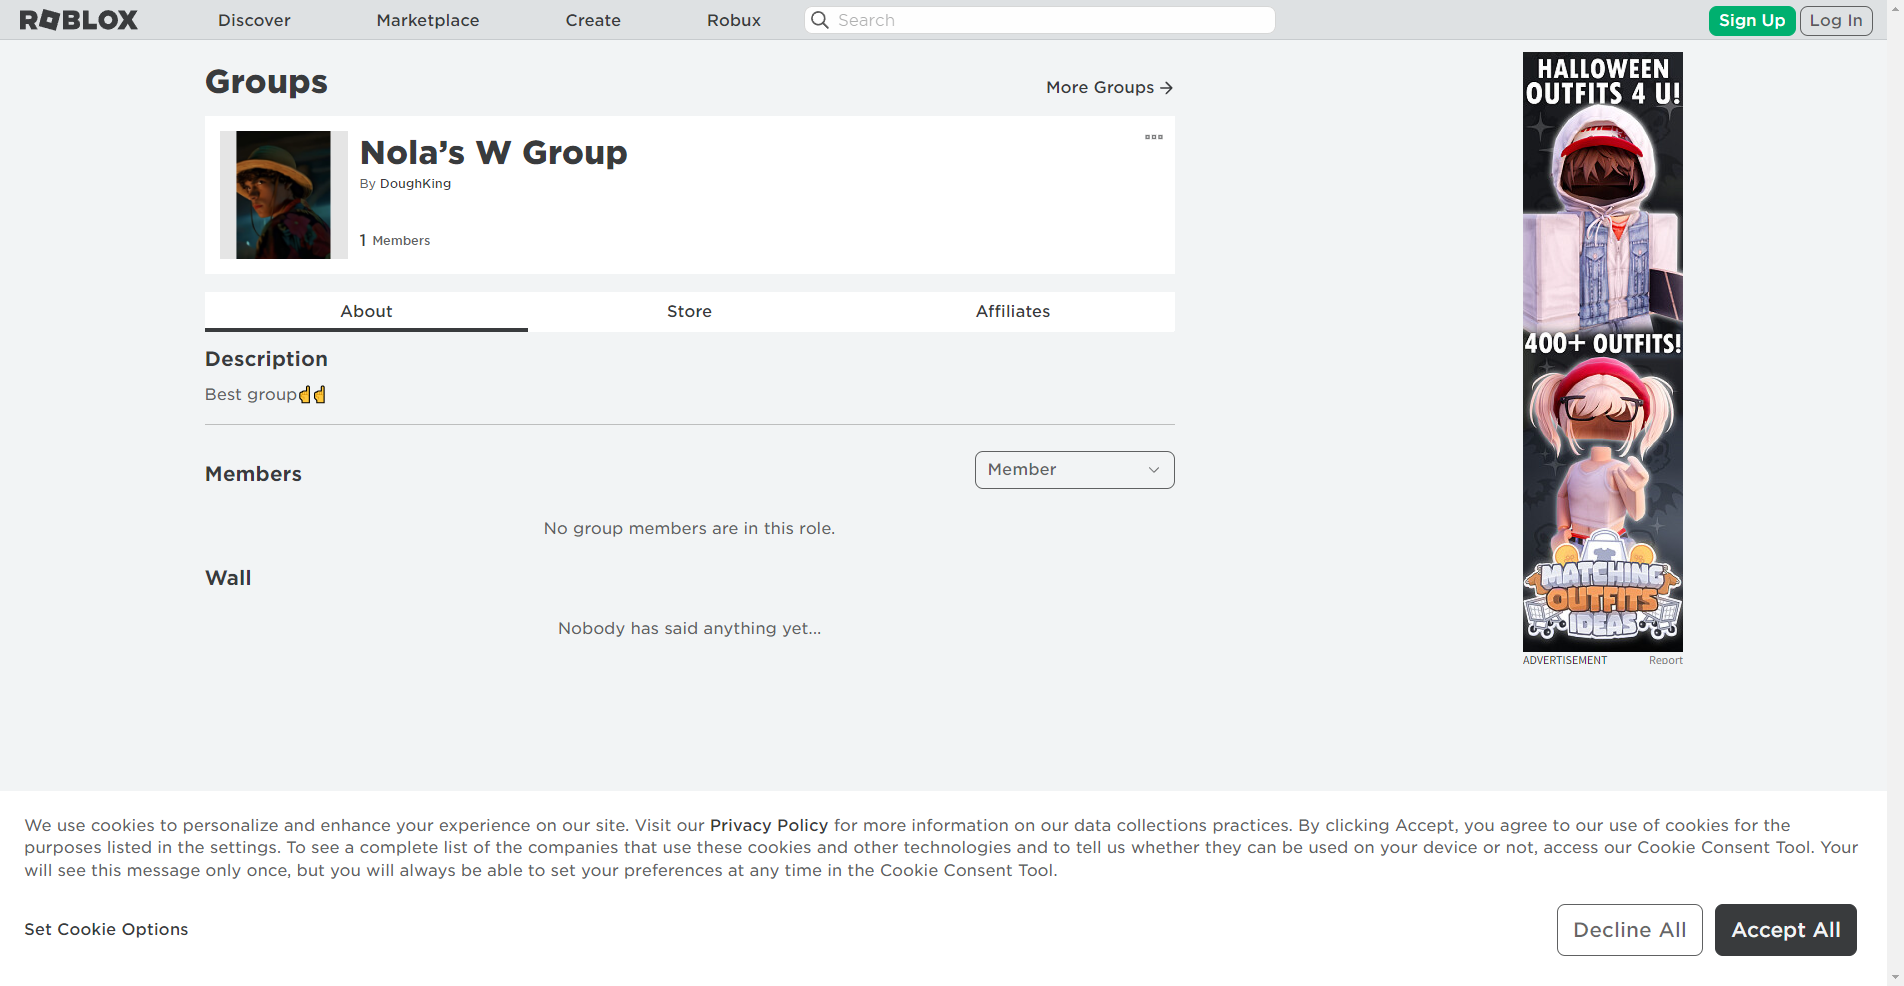 ROBLOX
Discover
Marketplace
Create
Robux
Search
Sign Up
Log In
Groups
More Groups
Nola’s W Group
By DoughKing
1 Members
About
Store
Affiliates
Description
Best group☝️☝️
Members
Member
No group members are in this role.
Wall
Nobody has said anything yet...
HALLOWEEN
OUTFITS 4 U!
400+ OUTFITS!
MATCHING
OUTFITS
IDEAS
ADVERTISEMENT
Report
We use cookies to personalize and enhance your experience on our site. Visit our Privacy Policy for more information on our data collections practices. By clicking Accept, you agree to our use of cookies for the
purposes listed in the settings. To see a complete list of the companies that use these cookies and other technologies and to tell us whether they can be used on your device or not, access our Cookie Consent Tool. Your
will see this message only once, but you will always be able to set your preferences at any time in the Cookie Consent Tool.
Set Cookie Options
Decline All
Accept All